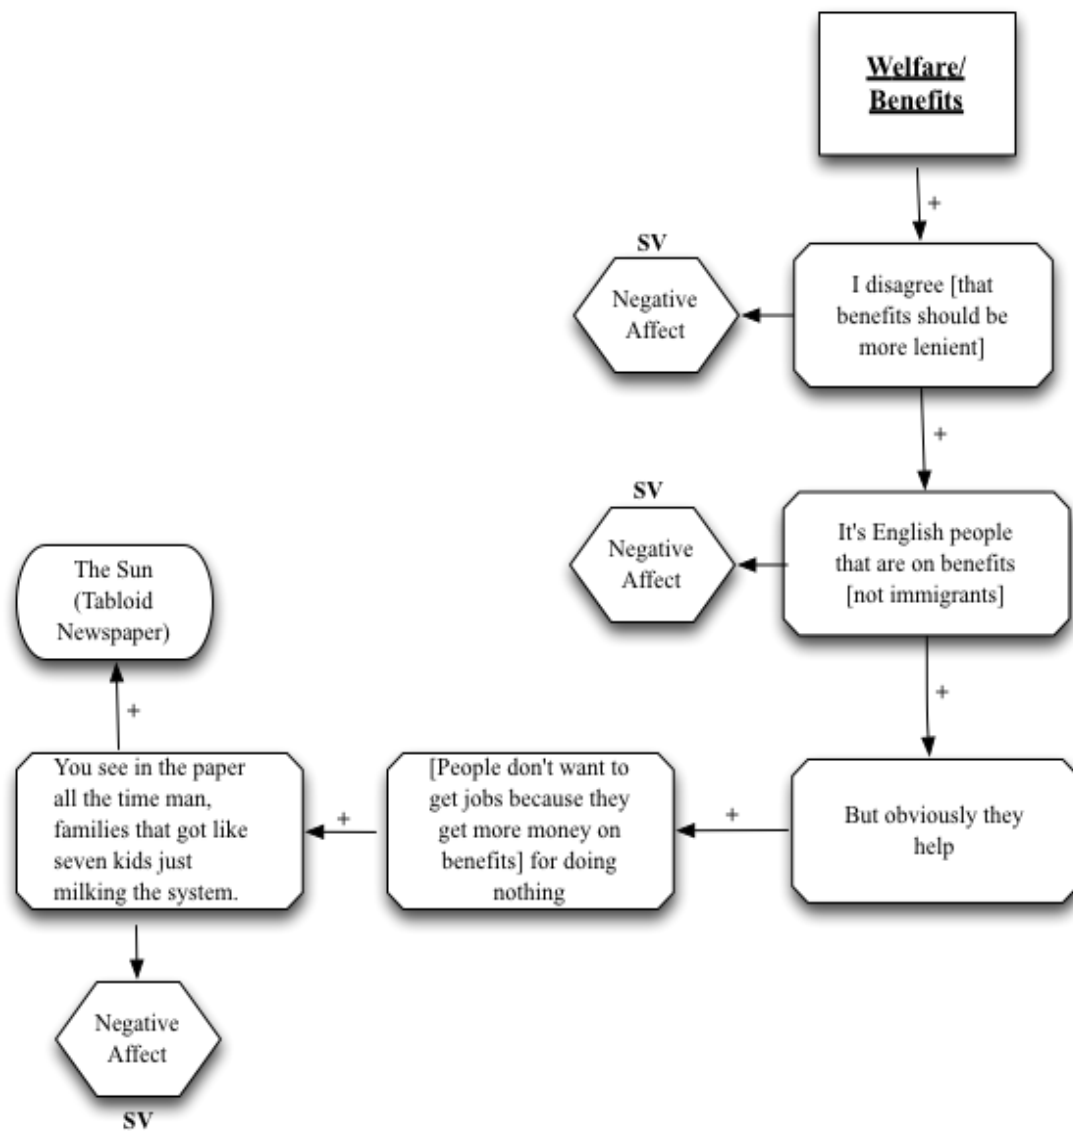 Welfare/
Benefits
+
SV
Negative
Affect
I disagree [that
benefits should be
more lenient]
+
SV
Negative
Affect
It's English people
that are on benefits
[not immigrants]
+
The Sun
(Tabloid
Newspaper)
+
You see in the paper
all the time man,
families that got like
seven kids just
milking the system.
+
[People don't want to
get jobs because they
get more money on
benefits] for doing
nothing
+
But obviously they
help
Negative
Affect
SV